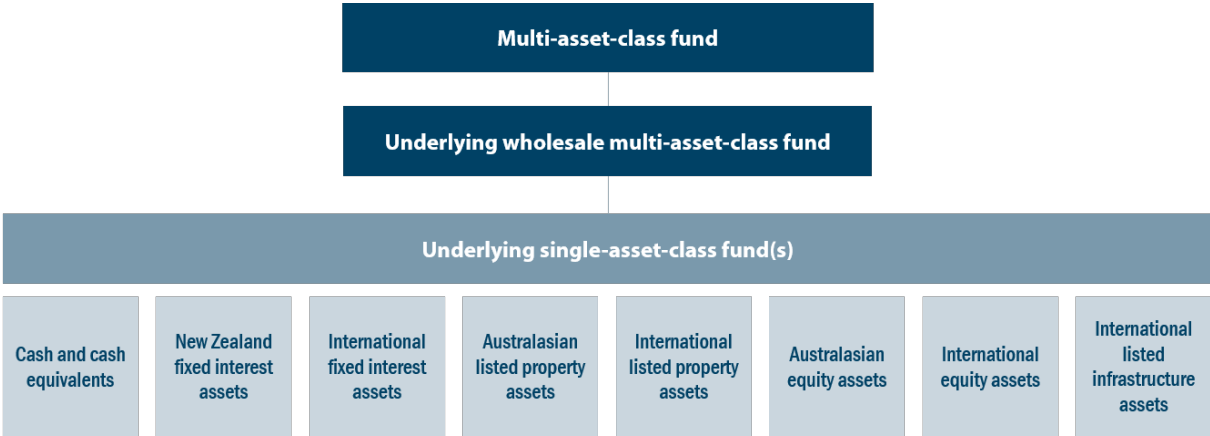 Multi-asset-class fund
Underlying wholesale multi-asset-class fund
Underlying single-asset-class fund(s)
Cash and cash
equivalents
New Zealand
fixed interest
assets
International
fixed interest
assets
Australasian
listed property
assets
International
listed property
assets
Australasian
equity assets
International
equity assets
International
listed
infrastructure
assets